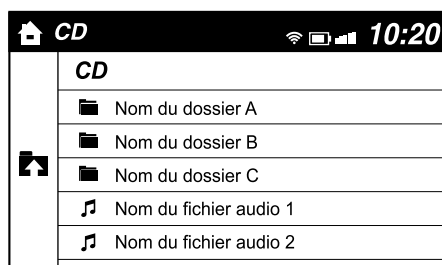 CD 10:20
CD
Nom du dossier A
Nom du dossier B
Nom du dossier C
Nom du fichier audio 1
Nom du fichier audio 2